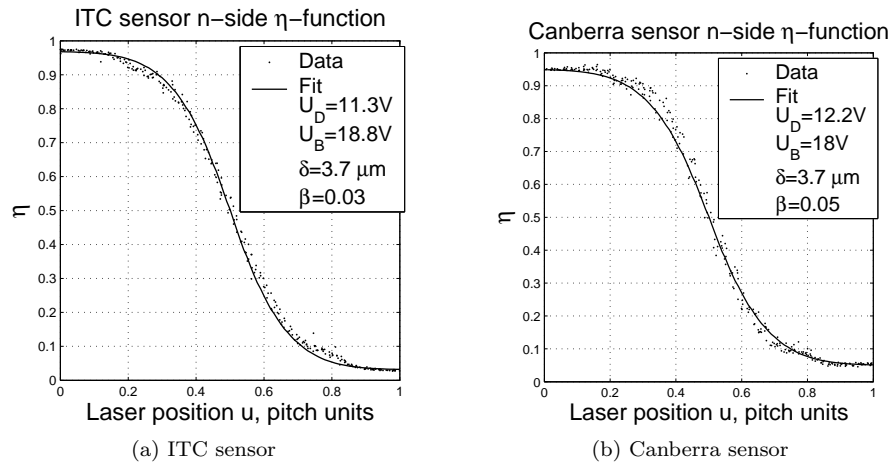 ITC sensor n−side η−function
1
0.9
0.8
0.7
0.6
0.5
0.4
0.3
0.2
0.1
0
η
0
0.2
0.4
0.6
0.8
1
Data
Fit
U_D=11.3V
U_B=18.8V
δ=3.7 μm
β=0.03
Laser position u, pitch units
(a) ITC sensor
Canberra sensor n−side η−function
1
0.9
0.8
0.7
0.6
0.5
0.4
0.3
0.2
0.1
0
η
0
0.2
0.4
0.6
0.8
1
Data
Fit
U_D=12.2V
U_B=18V
δ=3.7 μm
β=0.05
Laser position u, pitch units
(b) Canberra sensor